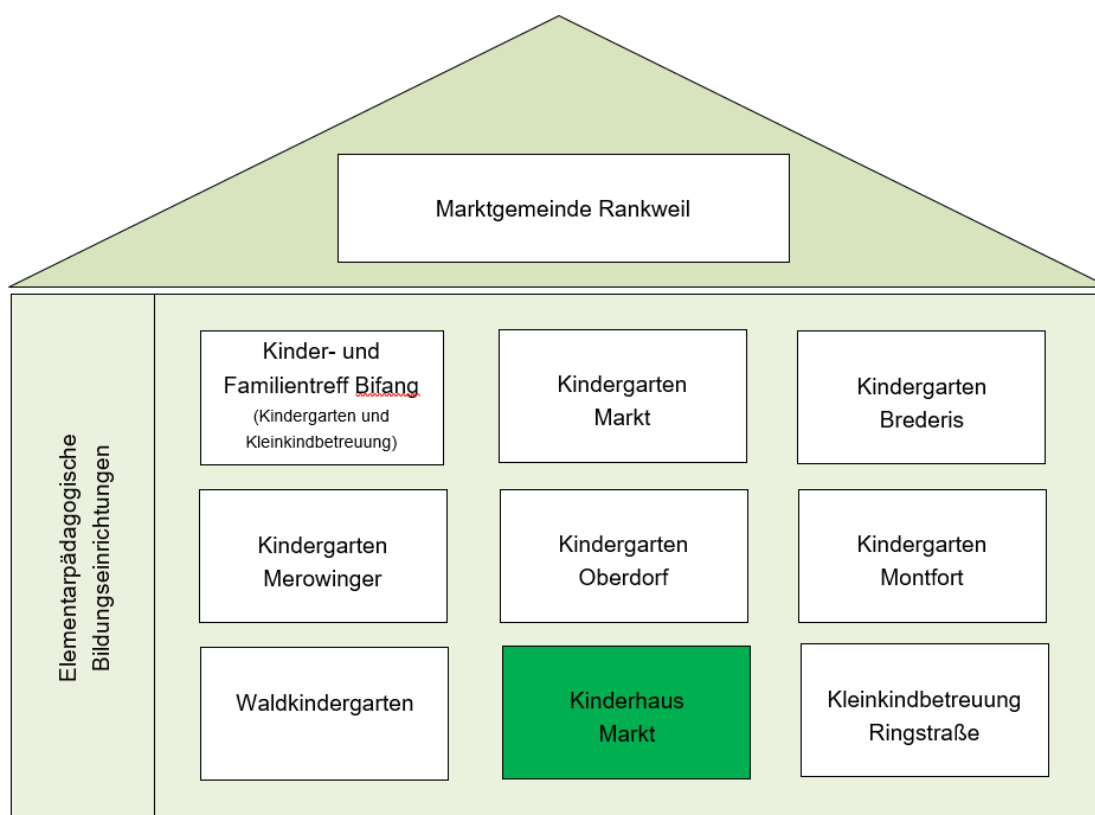 Marktgemeinde Rankweil
Elementarpädagogische
Bildungseinrichtungen
Kinder- und
Familientreff Bifang
(Kindergarten und
Kleinkindbetreuung)
Kindergarten
Markt
Kindergarten
Brederis
Kindergarten
Merowinger
Kindergarten
Oberdorf
Kindergarten
Montfort
Waldkindergarten
Kinderhaus
Markt
Kleinkindbetreuung
Ringstraße